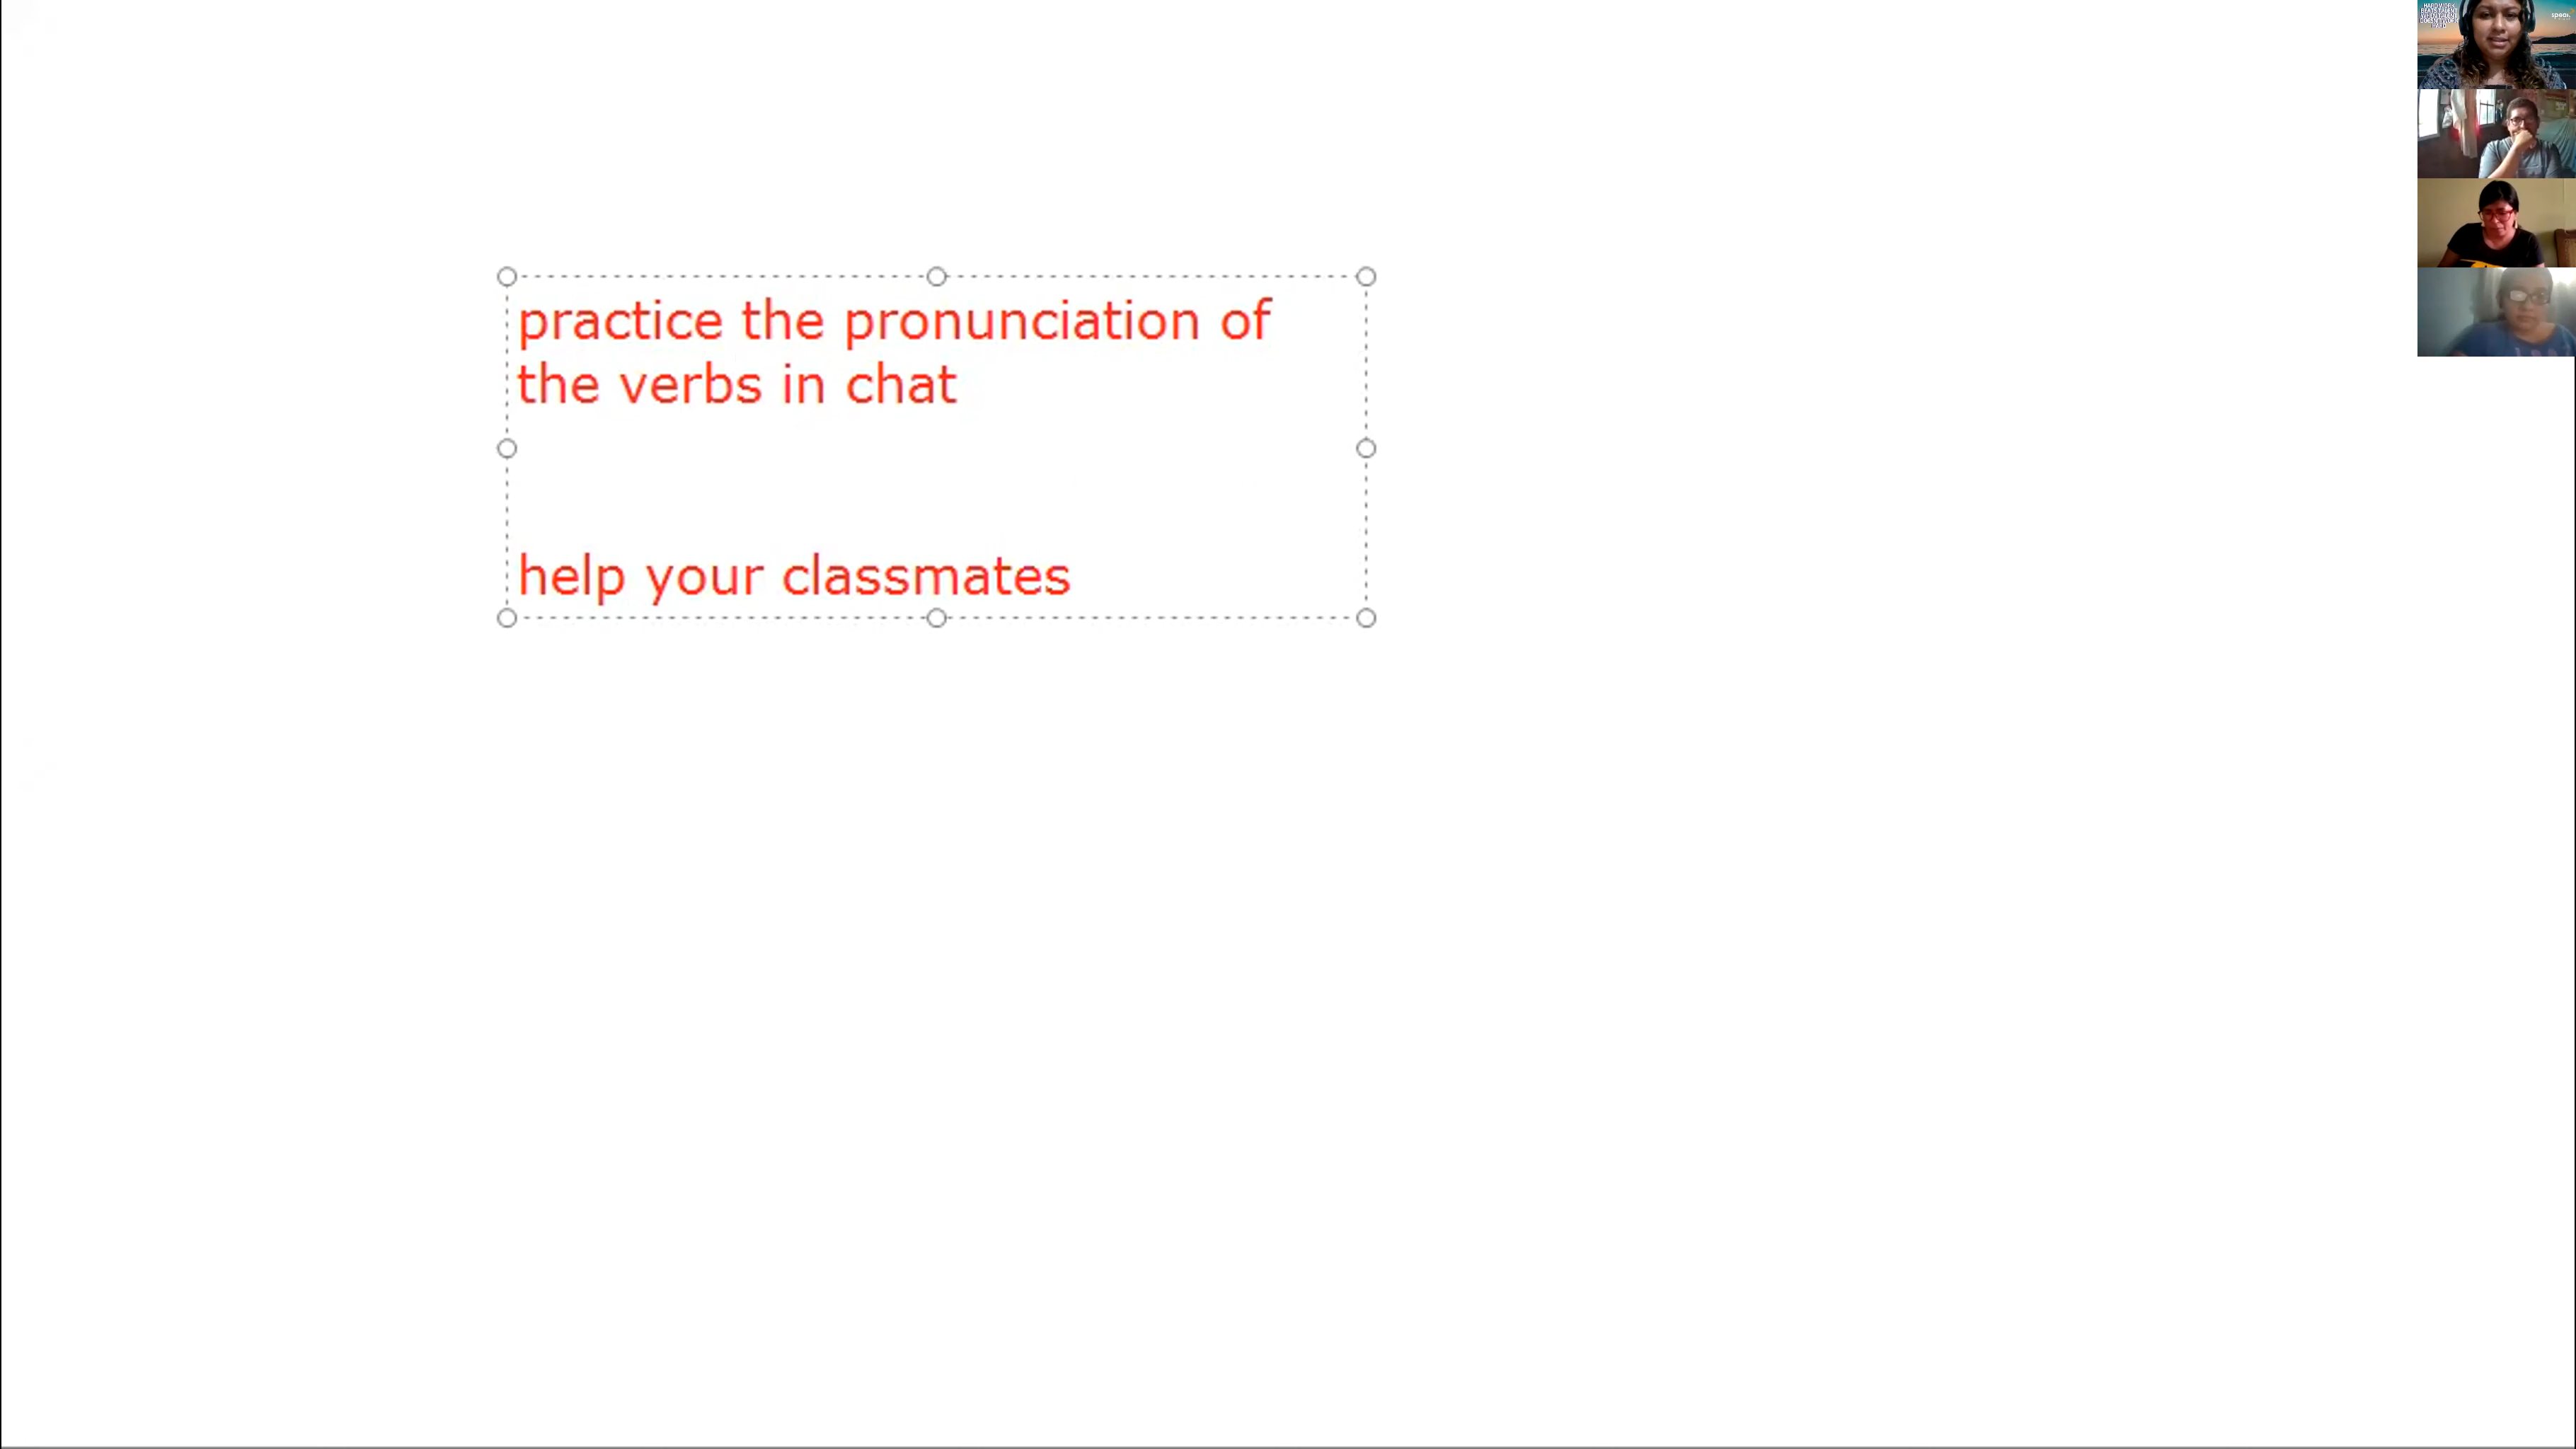 practice the pronunciation of
the verbs in chat
help your classmates